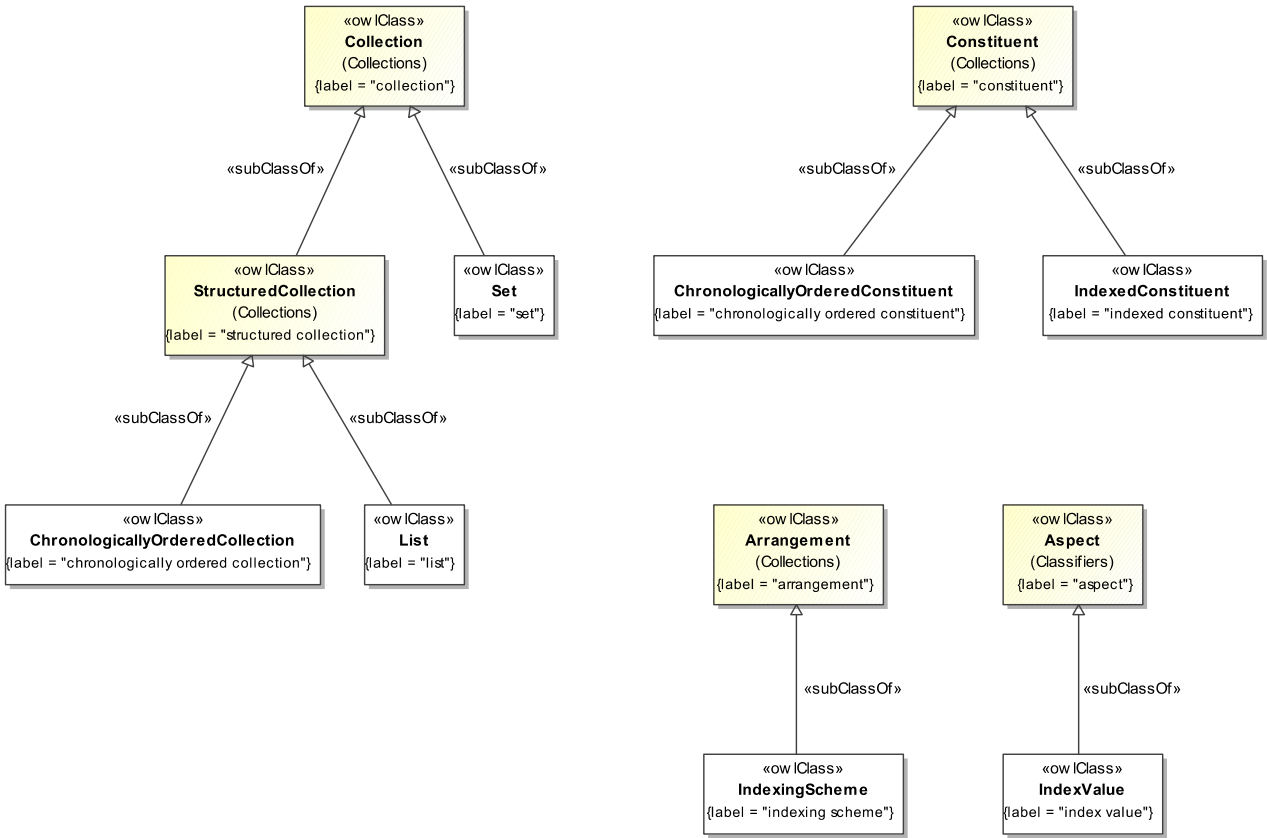 «owlClass»
Collection
(Collections)
{label = "collection"}
«owlClass»
Constituent
(Collections)
{label = "constituent"}
«subClassOf»
«subClassOf»
«subClassOf»
«subClassOf»
«owlClass»
StructuredCollection
(Collections)
{label = "structured collection"}
«owlClass»
Set
{label = "set"}
«owlClass»
ChronologicallyOrderedConstituent
{label = "chronologically ordered constituent"}
«owlClass»
IndexedConstituent
{label = "indexed constituent"}
«subClassOf»
«subClassOf»
«owlClass»
ChronologicallyOrderedCollection
{label = "chronologically ordered collection"}
«owlClass»
List
{label = "list"}
«owlClass»
Arrangement
(Collections)
{label = "arrangement"}
«owlClass»
Aspect
(Classifiers)
{label = "aspect"}
«subClassOf»
«subClassOf»
«owlClass»
IndexingScheme
{label = "indexing scheme"}
«owlClass»
IndexValue
{label = "index value"}